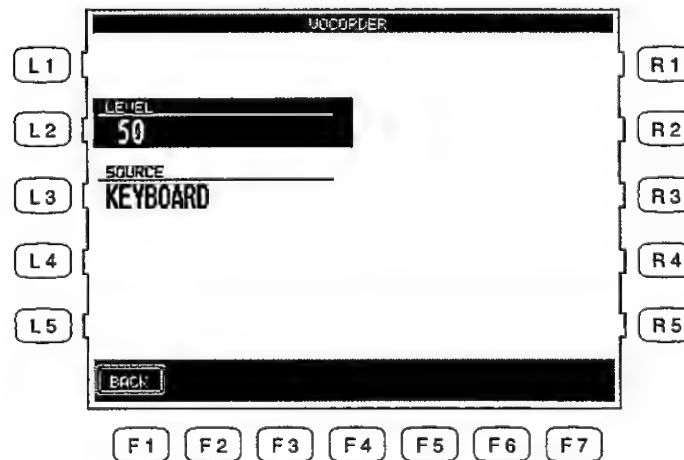 VOCORDER
L1 R1
LEVEL
L2 50 R2
SOURCE
L3 KEYBOARD R3
L4 R4
L5 R5
BACK
F1 F2 F3 F4 F5 F6 F7